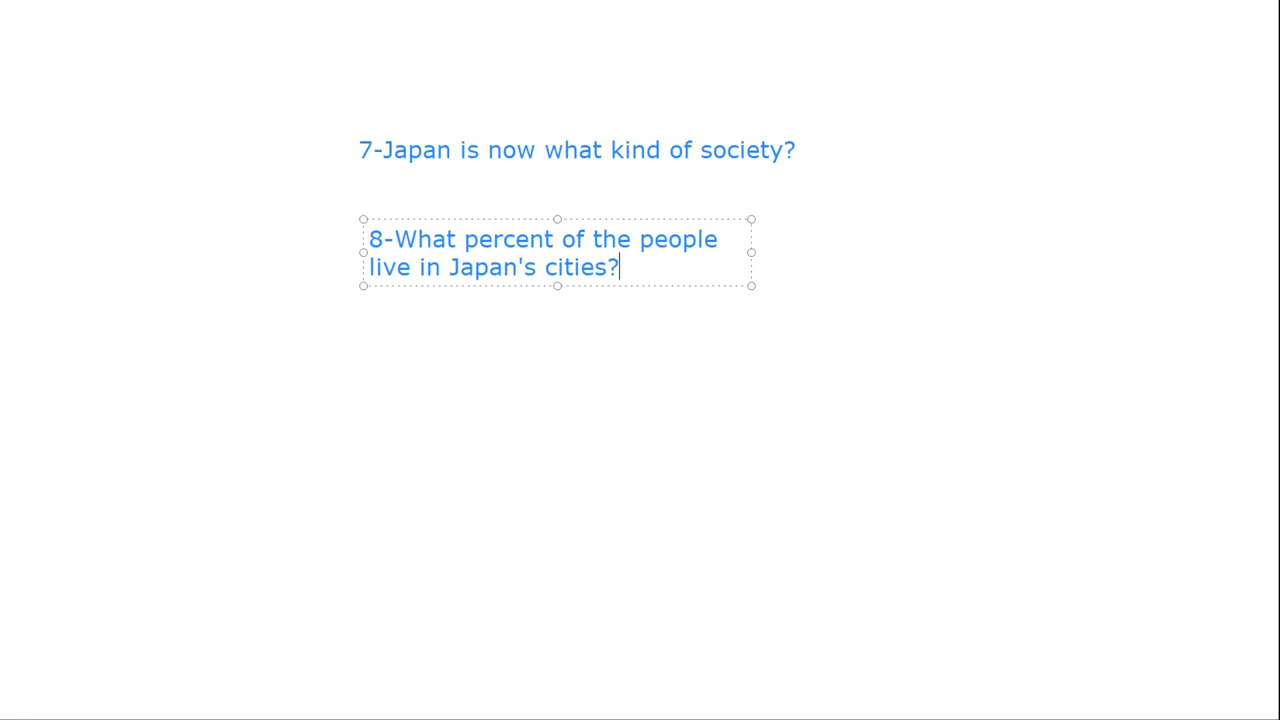 7-Japan is now what kind of society?
8-What percent of the people
live in Japan's cities?